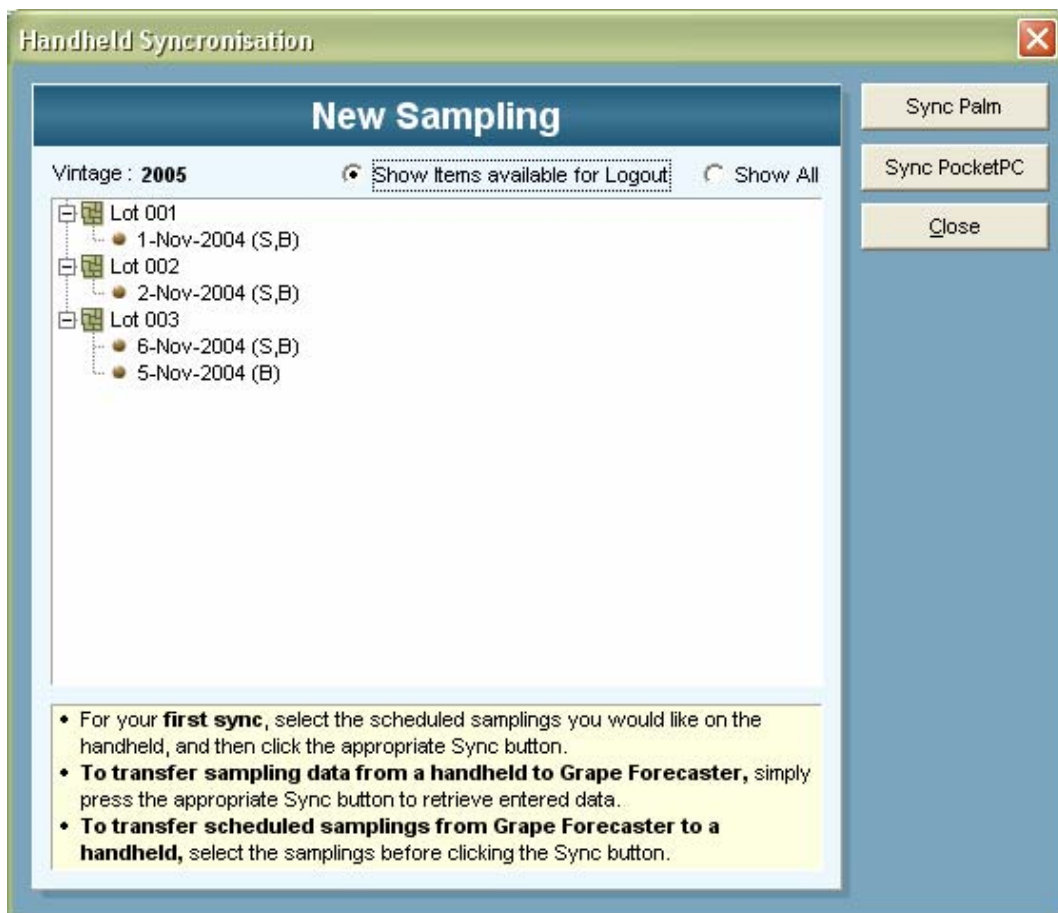 Handheld Syncronisation
New Sampling
Sync Palm
Vintage : 2005 Show Items available for Logout Show All
Sync PocketPC
Lot 001
1-Nov-2004 (S,B)
Close
Lot 002
2-Nov-2004 (S,B)
Lot 003
6-Nov-2004 (S,B)
5-Nov-2004 (B)
• For your first sync, select the scheduled samplings you would like on the
handheld, and then click the appropriate Sync button.
• To transfer sampling data from a handheld to Grape Forecaster, simply
press the appropriate Sync button to retrieve entered data.
• To transfer scheduled samplings from Grape Forecaster to a
handheld, select the samplings before clicking the Sync button.